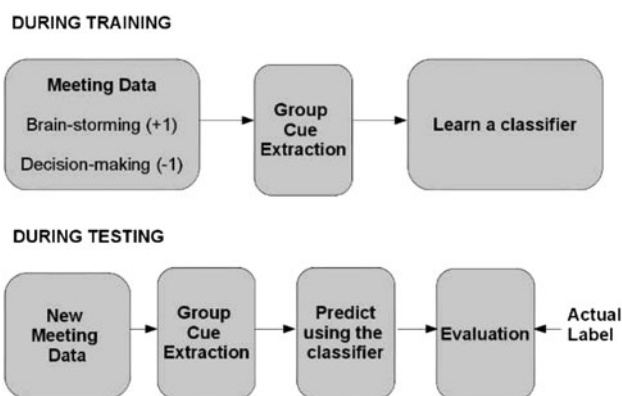 DURING TRAINING
Meeting Data
Brain-storming (+1)
Decision-making (-1)
Group
Cue
Extraction
Learn a classifier
DURING TESTING
New
Meeting
Data
Group
Cue
Extraction
Predict
using the
classifier
Evaluation
Actual
Label